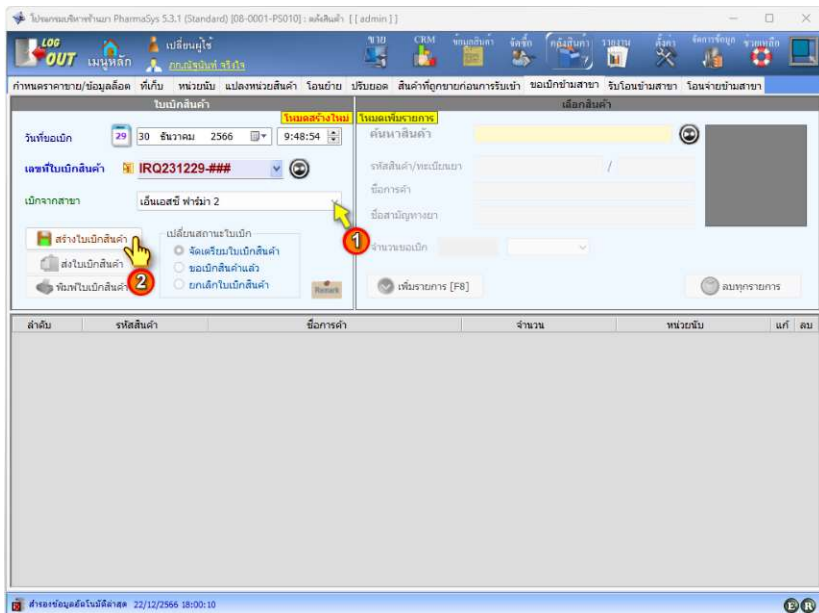 โปรแกรมบริหารร้านยา PharmaSys 5.3.1 (Standard) [08-0001-PS010] : คลังสินค้า [ [ admin ] ]
LOG OUT
เมนูหลัก
เปลี่ยนผู้ใช้
ขาย CRM ข้อมูลสินค้า จัดซื้อ คลังสินค้า รายงาน ตั้งค่า จัดการข้อมูล ช่วยเหลือ
กำหนดราคาขาย/ข้อมูลล็อต ที่เก็บ หน่วยนับ แปลงหน่วยสินค้า โอนย้าย ปรับยอด สินค้าที่ถูกขายก่อนการรับเข้า ขอเบิกข้ามสาขา รับโอนข้ามสาขา โอนจ่ายข้ามสาขา
ใบเบิกสินค้า
โหมดสร้างใหม่
วันที่ขอเบิก 29 30 ธันวาคม 2566 9:48:54
เลขที่ใบเบิกสินค้า IRQ231229-###
เบิกจากสาขา เอ็นเอสซี ฟาร์ม่า 2
1
สร้างใบเบิกสินค้า
ส่งใบเบิกสินค้า
พิมพ์ใบเบิกสินค้า
2
เปลี่ยนสถานะใบเบิก
จัดเตรียมใบเบิกสินค้า
ขอเบิกสินค้าแล้ว
ยกเลิกใบเบิกสินค้า
Remark
เลือกสินค้า
โหมดเพิ่มรายการ
ค้นหาสินค้า
รหัสสินค้า/ทะเบียนยา /
ชื่อการค้า
ชื่อสามัญทางยา
จำนวนขอเบิก
เพิ่มรายการ [F8]
ลบทุกรายการ
ลำดับ รหัสสินค้า ชื่อการค้า จำนวน หน่วยนับ แก้ ลบ
สำรองข้อมูลอัตโนมัติล่าสุด 22/12/2566 18:00:10
E R